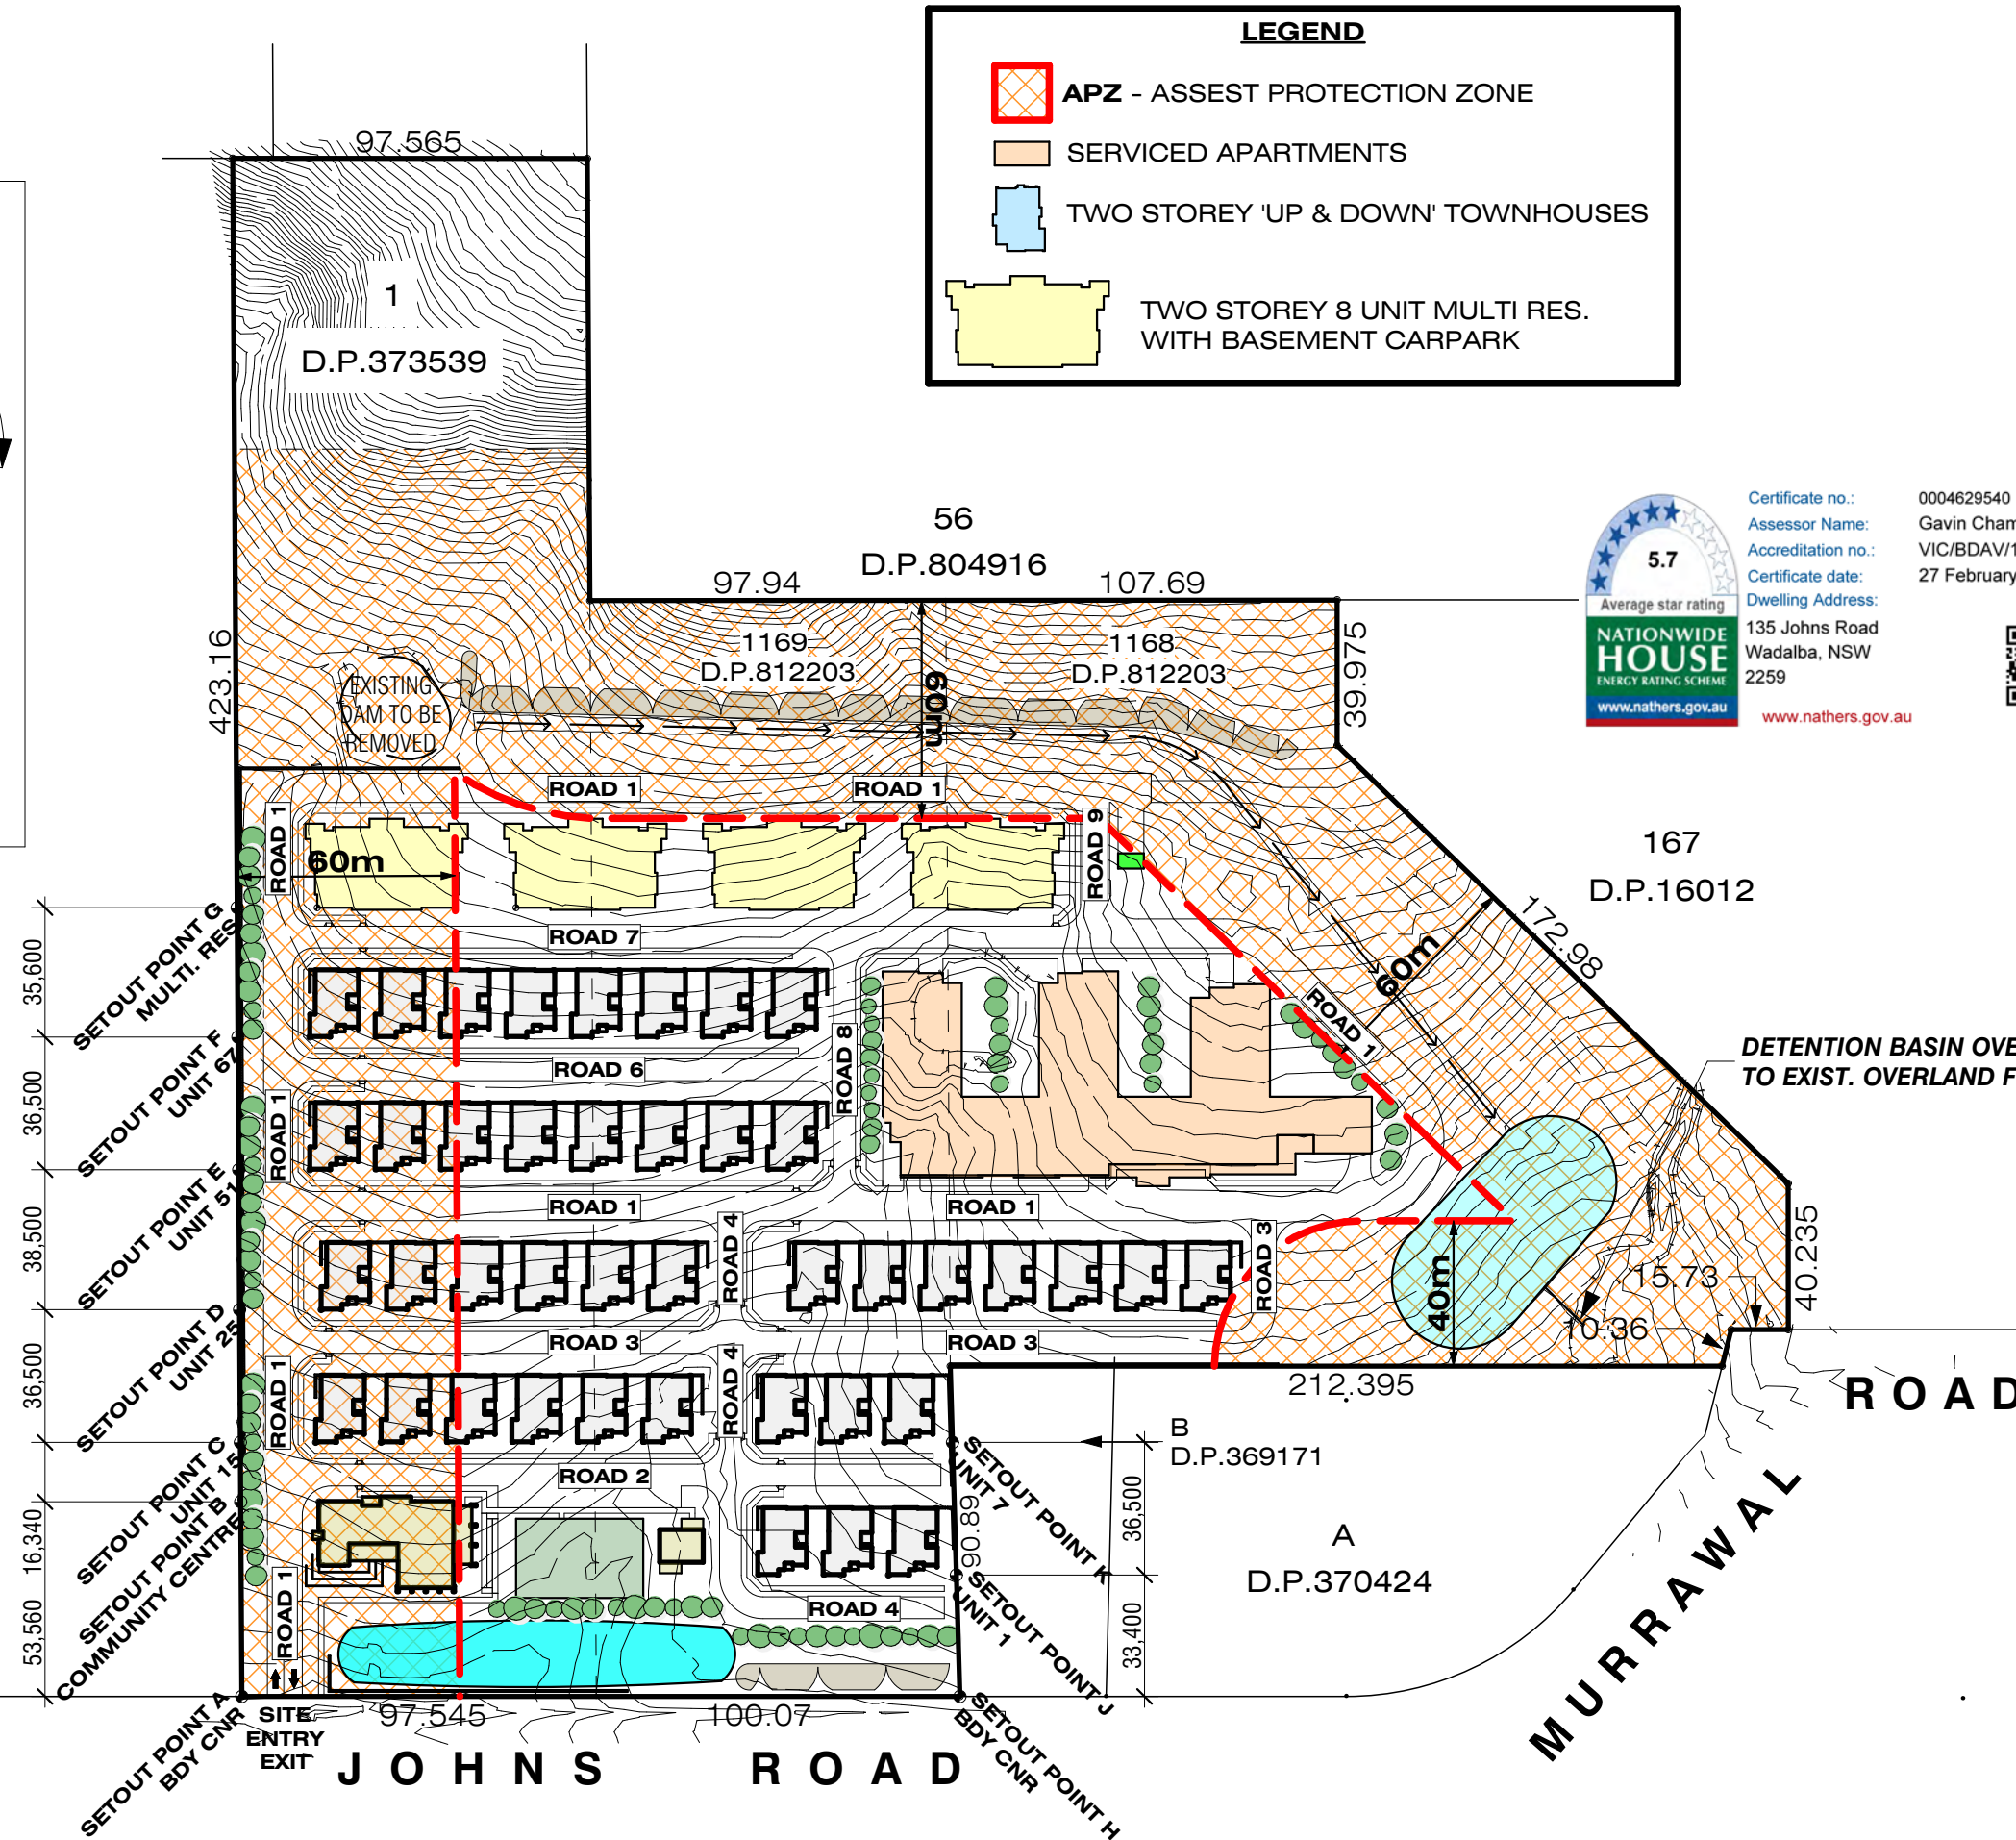 LEGEND
APZ - ASSEST PROTECTION ZONE
SERVICED APARTMENTS
TWO STOREY 'UP & DOWN' TOWNHOUSES
TWO STOREY 8 UNIT MULTI RES.
WITH BASEMENT CARPARK
97.565
1
D.P.373539
423.16
56
D.P.804916
97.94
107.69
1169
D.P.812203
1168
D.P.812203
39.975
60m
EXISTING
DAM TO BE
REMOVED
5.7
Average star rating
NATIONWIDE
HOUSE
ENERGY RATING SCHEME
www.nathers.gov.au
Certificate no.: 0004629540
Assessor Name: Gavin Cham
Accreditation no.: VIC/BDAV/1
Certificate date: 27 February
Dwelling Address:
135 Johns Road
Wadalba, NSW
2259
www.nathers.gov.au
167
D.P.16012
172.98
60m
ROAD 1
ROAD 1
ROAD 1
ROAD 9
60m
ROAD 7
ROAD 1
ROAD 6
ROAD 8
ROAD 1
ROAD 1
ROAD 1
ROAD 4
ROAD 3
ROAD 3
ROAD 3
ROAD 1
ROAD 4
ROAD 2
ROAD 1
ROAD 4
DETENTION BASIN OVE
TO EXIST. OVERLAND F
40m
15.73
10.36
40.235
212.395
ROAD
B
D.P.369171
A
D.P.370424
90.89
36,500
33,400
MURRAWAL
35,600
36,500
38,500
36,500
16,340
53,560
SETOUT POINT G
MULTI. RES
SETOUT POINT F
UNIT 67
SETOUT POINT E
UNIT 51
SETOUT POINT D
UNIT 25
SETOUT POINT C
UNIT 15
SETOUT POINT B
COMMUNITY CENTRE
SETOUT POINT A
BDY CNR
SETOUT POINT K
UNIT 7
SETOUT POINT J
UNIT 1
SETOUT POINT H
BDY CNR
SITE
ENTRY
EXIT
97.545
100.07
JOHNS ROAD